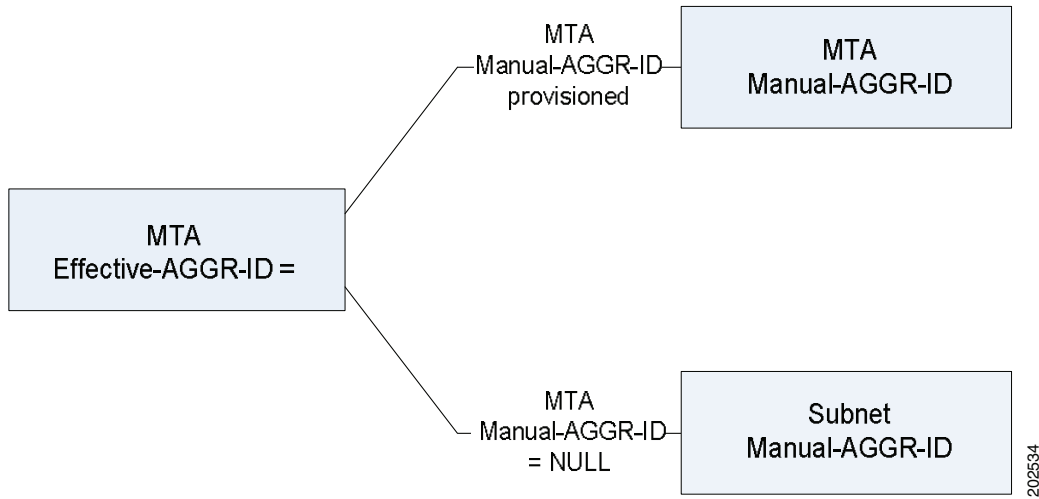 MTA
Manual-AGGR-ID
provisioned
MTA
Manual-AGGR-ID
MTA
Effective-AGGR-ID =
MTA
Manual-AGGR-ID
= NULL
Subnet
Manual-AGGR-ID
202534